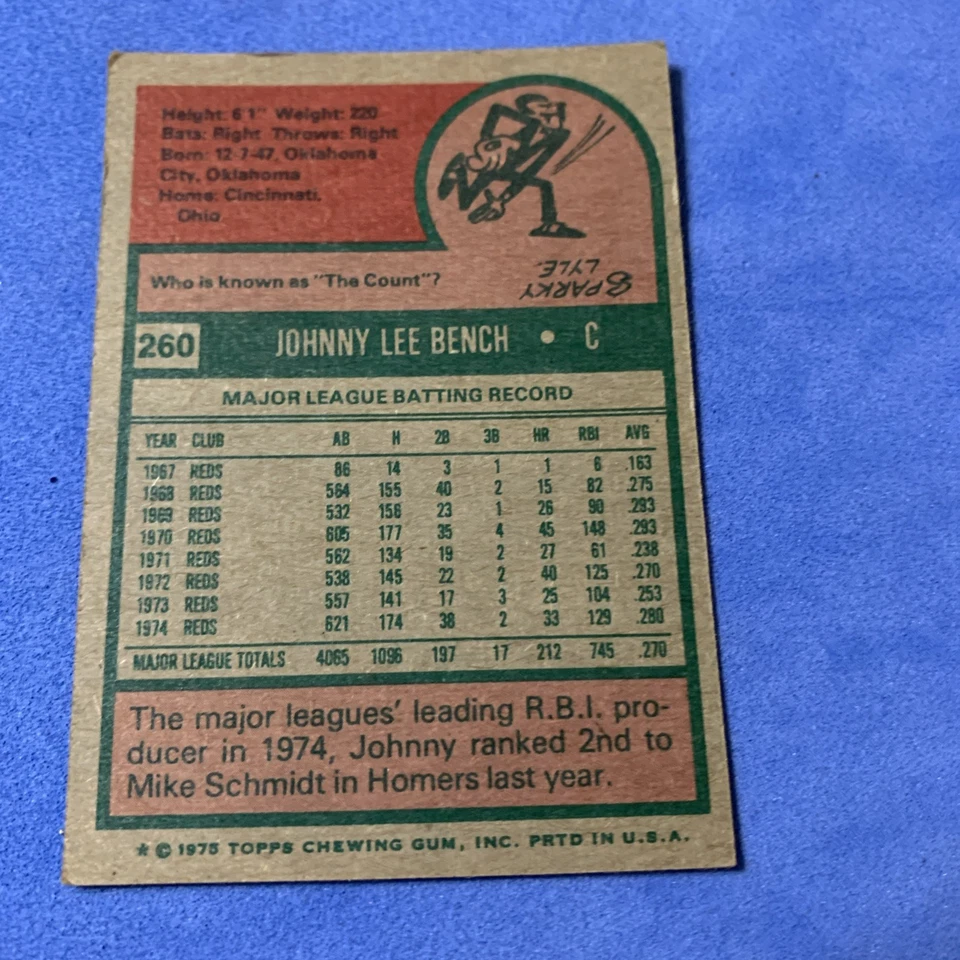 Height: 6'1" Weight: 220
Bats: Right Throws: Right
Born: 12-7-47, Oklahoma
City, Oklahoma
Home: Cincinnati,
Ohio
Who is known as "The Count"?
SPARKY
LYLE.
260 JOHNNY LEE BENCH • C
MAJOR LEAGUE BATTING RECORD
YEAR CLUB AB H 2B 3B HR RBI AVG
1967 REDS 86 14 3 1 1 6 .163
1968 REDS 564 155 40 2 15 82 .275
1969 REDS 532 156 23 1 26 90 .293
1970 REDS 605 177 35 4 45 148 .293
1971 REDS 562 134 19 2 27 61 .238
1972 REDS 538 145 22 2 40 125 .270
1973 REDS 557 141 17 3 25 104 .253
1974 REDS 621 174 38 2 33 129 .280
MAJOR LEAGUE TOTALS 4065 1096 197 17 212 745 .270
The major leagues' leading R.B.I. pro-
ducer in 1974, Johnny ranked 2nd to
Mike Schmidt in Homers last year.
* © 1975 TOPPS CHEWING GUM, INC. PRTD IN U.S.A.